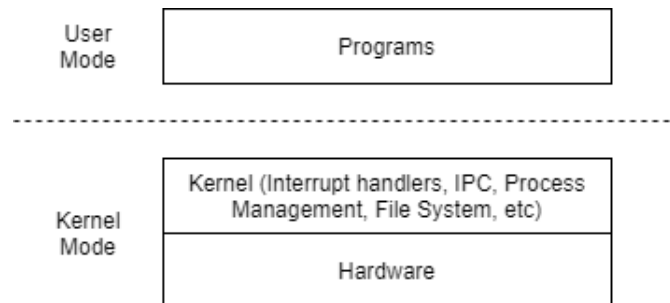 User
Mode
Programs
Kernel
Mode
Kernel (Interrupt handlers, IPC, Process
Management, File System, etc)
Hardware